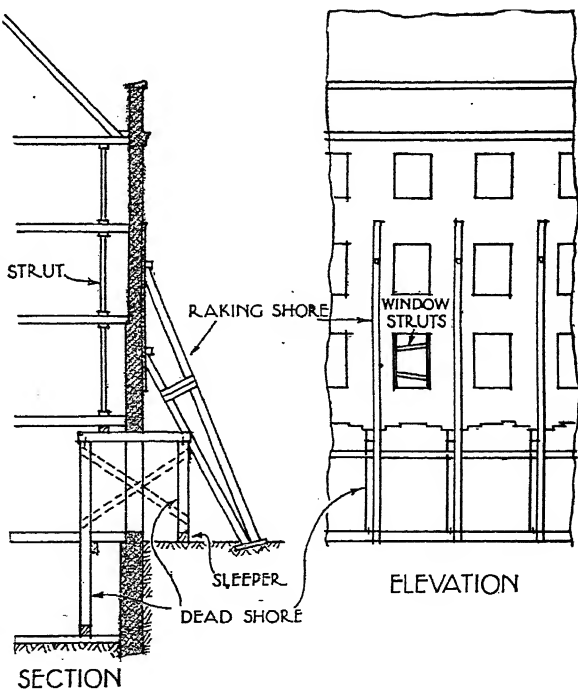 STRUT
RAKING SHORE
WINDOW
STRUTS
SLEEPER
DEAD SHORE
SECTION
ELEVATION